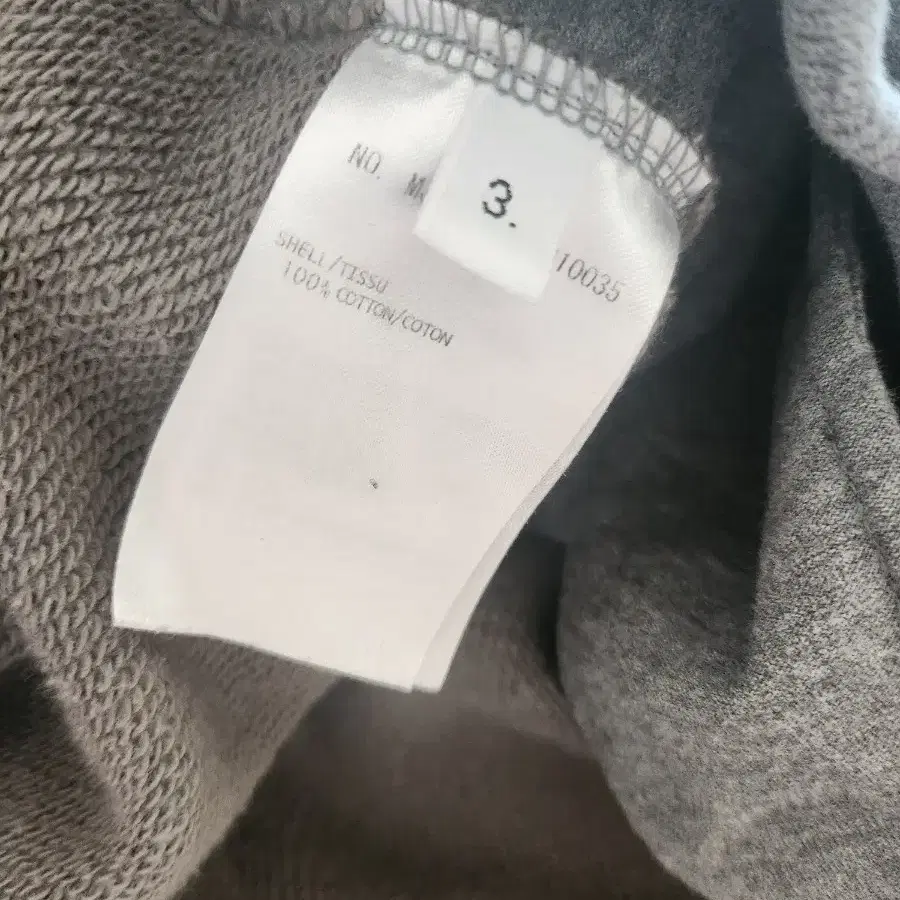 3.
NO. 10035
SHELL/TISSU
100% COTTON/COTON